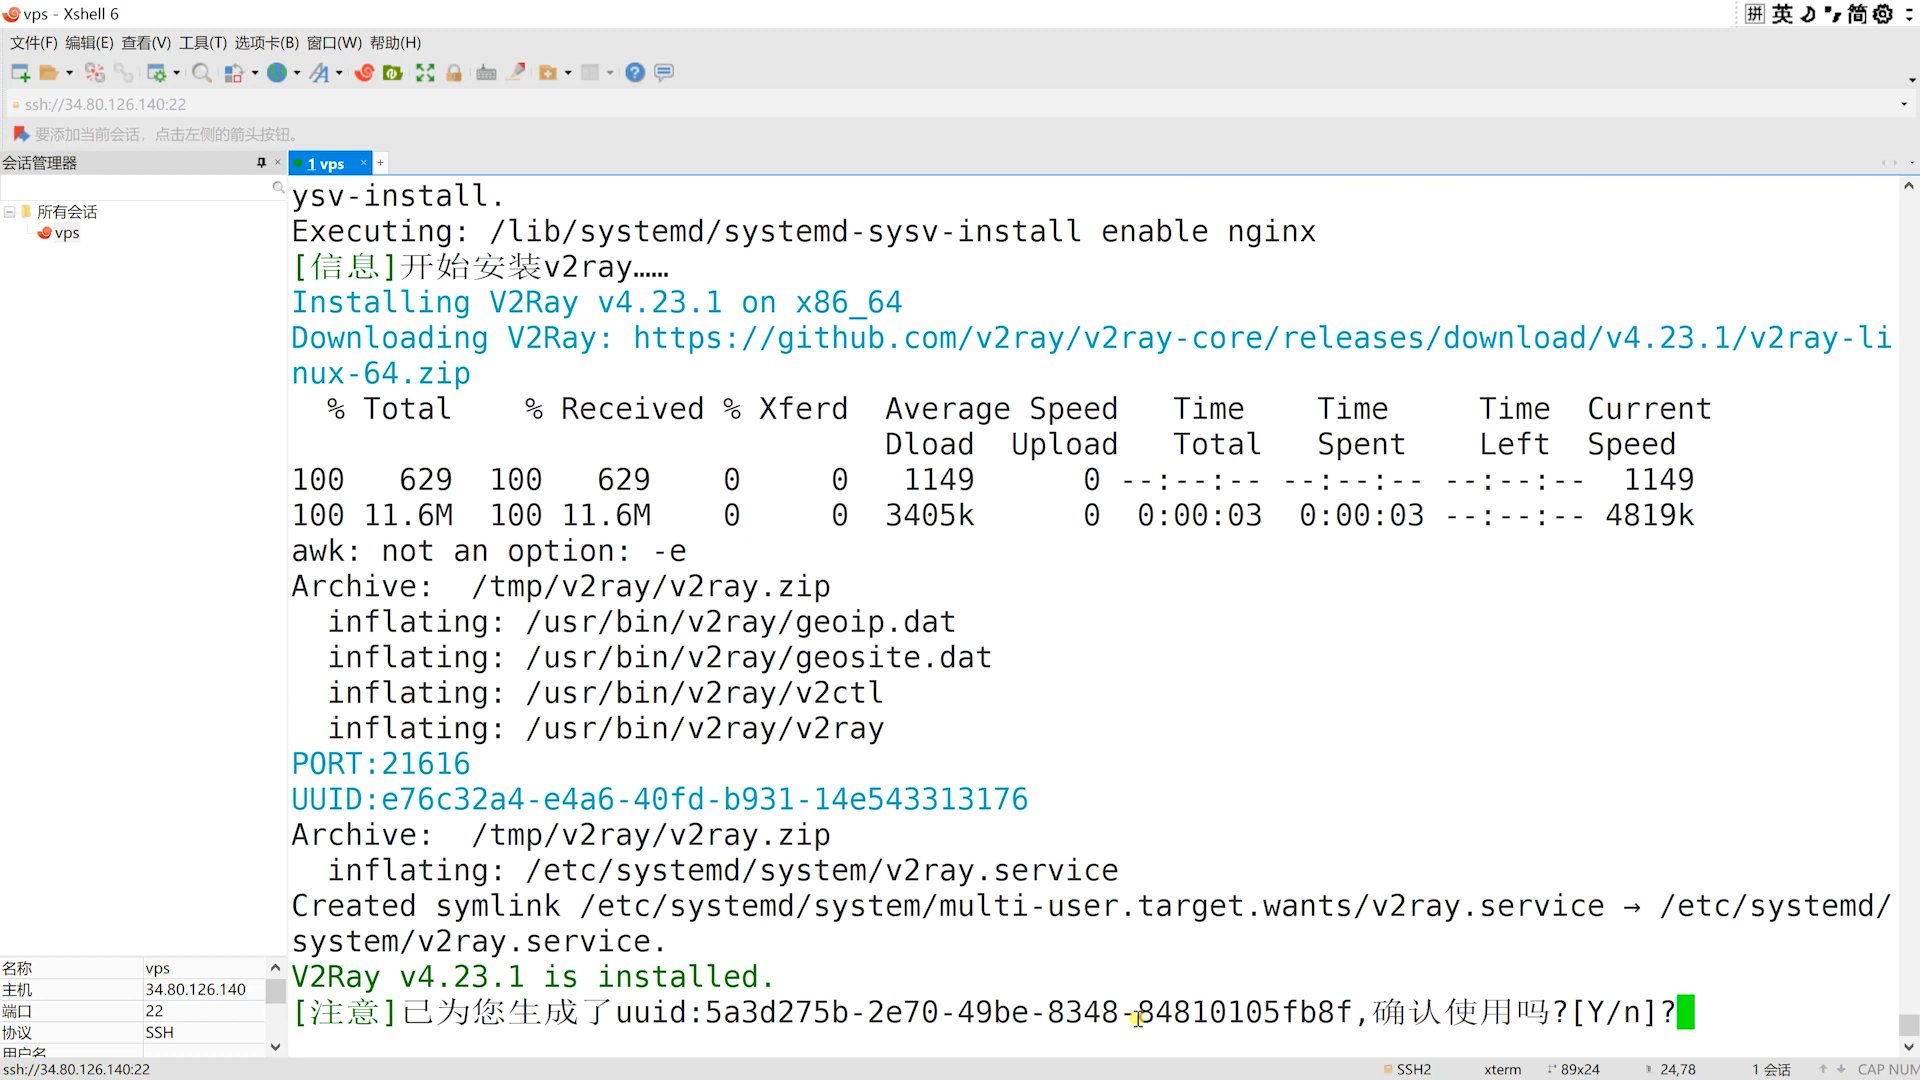 vps - Xshell 6
拼 英 简
文件(F) 编辑(E) 查看(V) 工具(T) 选项卡(B) 窗口(W) 帮助(H)
ssh://34.80.126.140:22
要添加当前会话，点击左侧的箭头按钮。
会话管理器
1 vps
所有会话
vps
ysv-install.
Executing: /lib/systemd/systemd-sysv-install enable nginx
[信息]开始安装v2ray……
Installing V2Ray v4.23.1 on x86_64
Downloading V2Ray: https://github.com/v2ray/v2ray-core/releases/download/v4.23.1/v2ray-li
nux-64.zip
% Total % Received % Xferd Average Speed Time Time Time Current
Dload Upload Total Spent Left Speed
100 629 100 629 0 0 1149 0 --:--:-- --:--:-- --:--:-- 1149
100 11.6M 100 11.6M 0 0 3405k 0 0:00:03 0:00:03 --:--:-- 4819k
awk: not an option: -e
Archive: /tmp/v2ray/v2ray.zip
inflating: /usr/bin/v2ray/geoip.dat
inflating: /usr/bin/v2ray/geosite.dat
inflating: /usr/bin/v2ray/v2ctl
inflating: /usr/bin/v2ray/v2ray
PORT:21616
UUID:e76c32a4-e4a6-40fd-b931-14e543313176
Archive: /tmp/v2ray/v2ray.zip
inflating: /etc/systemd/system/v2ray.service
Created symlink /etc/systemd/system/multi-user.target.wants/v2ray.service → /etc/systemd/
system/v2ray.service.
V2Ray v4.23.1 is installed.
[注意]已为您生成了uuid:5a3d275b-2e70-49be-8348-84810105fb8f,确认使用吗?[Y/n]?
名称 vps
主机 34.80.126.140
端口 22
协议 SSH
用户名
ssh://34.80.126.140:22
SSH2 xterm 89x24 24,78 1 会话 CAP NUM